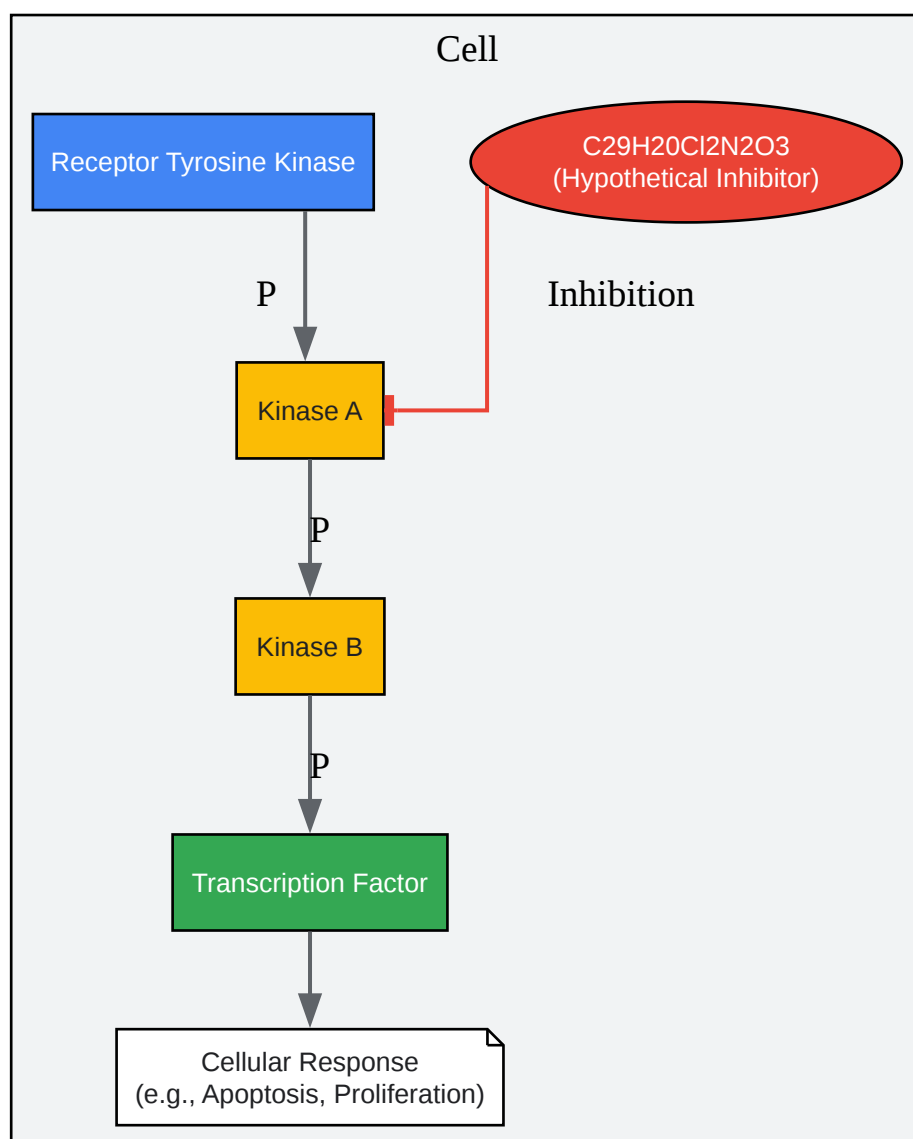 Cell
Receptor Tyrosine Kinase
C29H20Cl2N2O3
(Hypothetical Inhibitor)
P
Inhibition
Kinase A
P
Kinase B
P
Transcription Factor
Cellular Response
(e.g., Apoptosis, Proliferation)